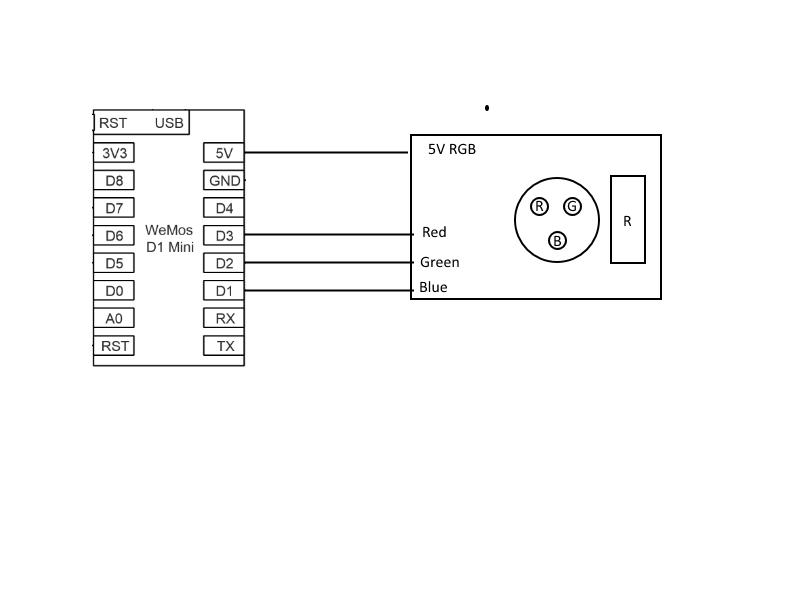 RST USB
3V3 5V
D8 GND
D7 D4
D6 D3
D5 D2
D0 D1
A0 RX
RST TX
WeMos
D1 Mini
5V RGB
Red
Green
Blue
R G
B
R